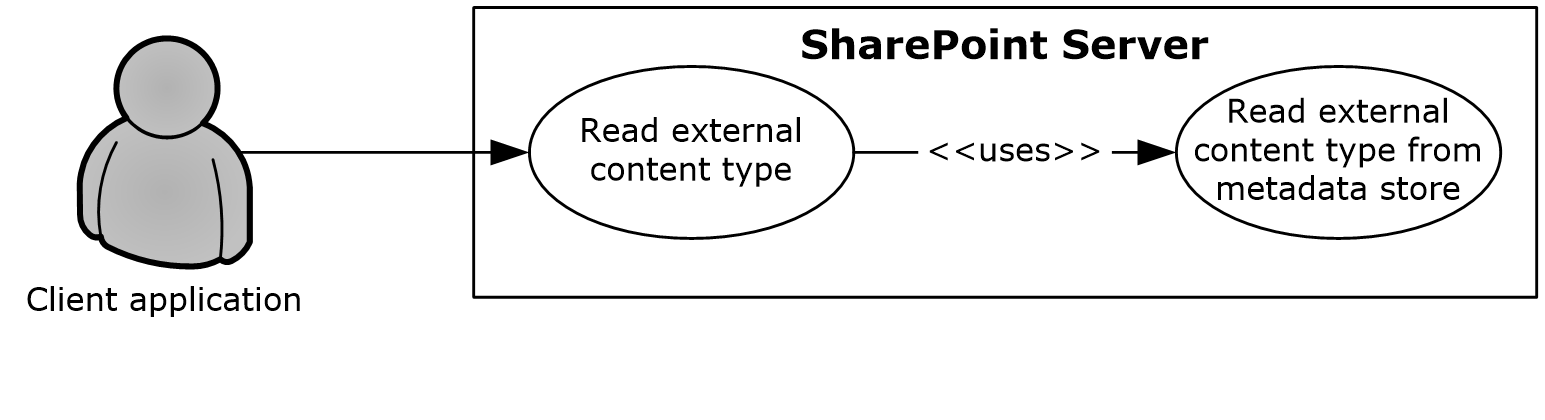 SharePoint Server
Read external
content type
<<uses>>
Read external
content type from
metadata store
Client application